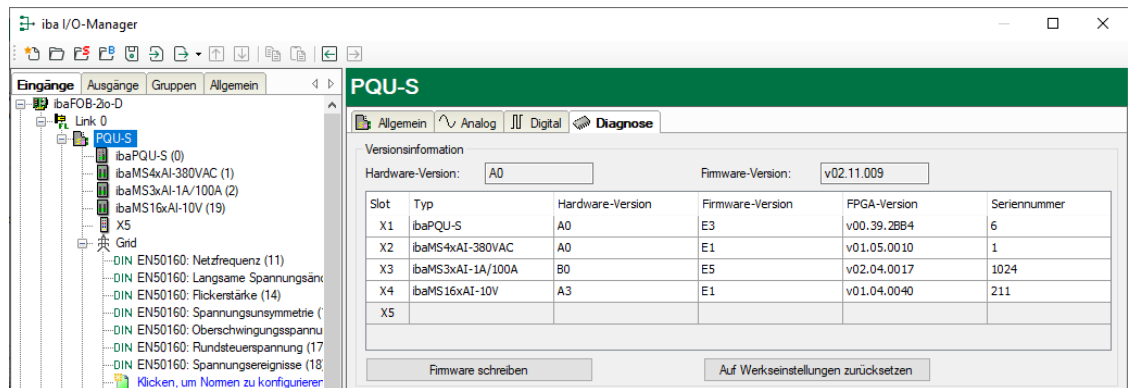 iba I/O-Manager
Eingänge Ausgänge Gruppen Allgemein
ibaFOB-2io-D
Link 0
PQU-S
ibaPQU-S (0)
ibaMS4xAI-380VAC (1)
ibaMS3xAI-1A/100A (2)
ibaMS16xAI-10V (19)
X5
Grid
DIN EN50160: Netzfrequenz (11)
DIN EN50160: Langsame Spannungsänd
DIN EN50160: Flickerstärke (14)
DIN EN50160: Spannungsunsymmetrie (
DIN EN50160: Oberschwingungsspannu
DIN EN50160: Rundsteuerspannung (17
DIN EN50160: Spannungsereignisse (18
Klicken, um Normen zu konfigurieren
PQU-S
Allgemein Analog Digital Diagnose
Versionsinformation
Hardware-Version: A0 Firmware-Version: v02.11.009
Slot Typ Hardware-Version Firmware-Version FPGA-Version Seriennummer
X1 ibaPQU-S A0 E3 v00.39.2BB4 6
X2 ibaMS4xAI-380VAC A0 E1 v01.05.0010 1
X3 ibaMS3xAI-1A/100A B0 E5 v02.04.0017 1024
X4 ibaMS16xAI-10V A3 E1 v01.04.0040 211
X5
Firmware schreiben Auf Werkseinstellungen zurücksetzen